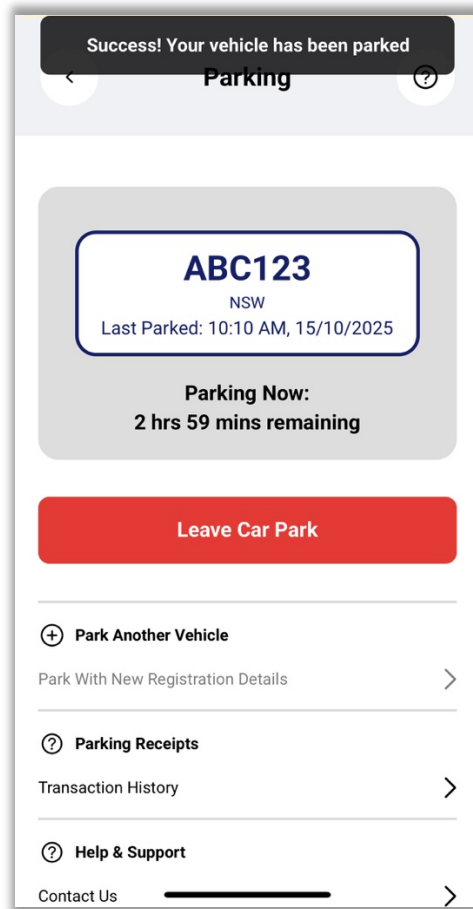 Success! Your vehicle has been parked
Parking
ABC123
NSW
Last Parked: 10:10 AM, 15/10/2025
Parking Now:
2 hrs 59 mins remaining
Leave Car Park
Park Another Vehicle
Park With New Registration Details
Parking Receipts
Transaction History
Help & Support
Contact Us